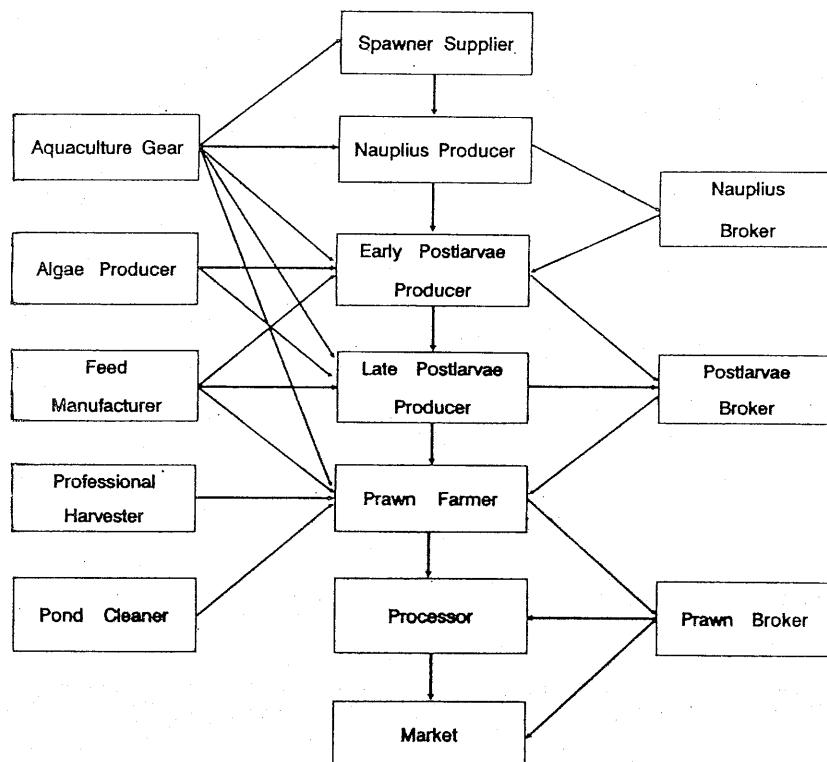 Spawner Supplier
Aquaculture Gear
Nauplius Producer
Nauplius
Broker
Algae Producer
Early Postlarvae
Producer
Feed
Manufacturer
Late Postlarvae
Producer
Postlarvae
Broker
Professional
Harvester
Prawn Farmer
Pond Cleaner
Processor
Prawn Broker
Market